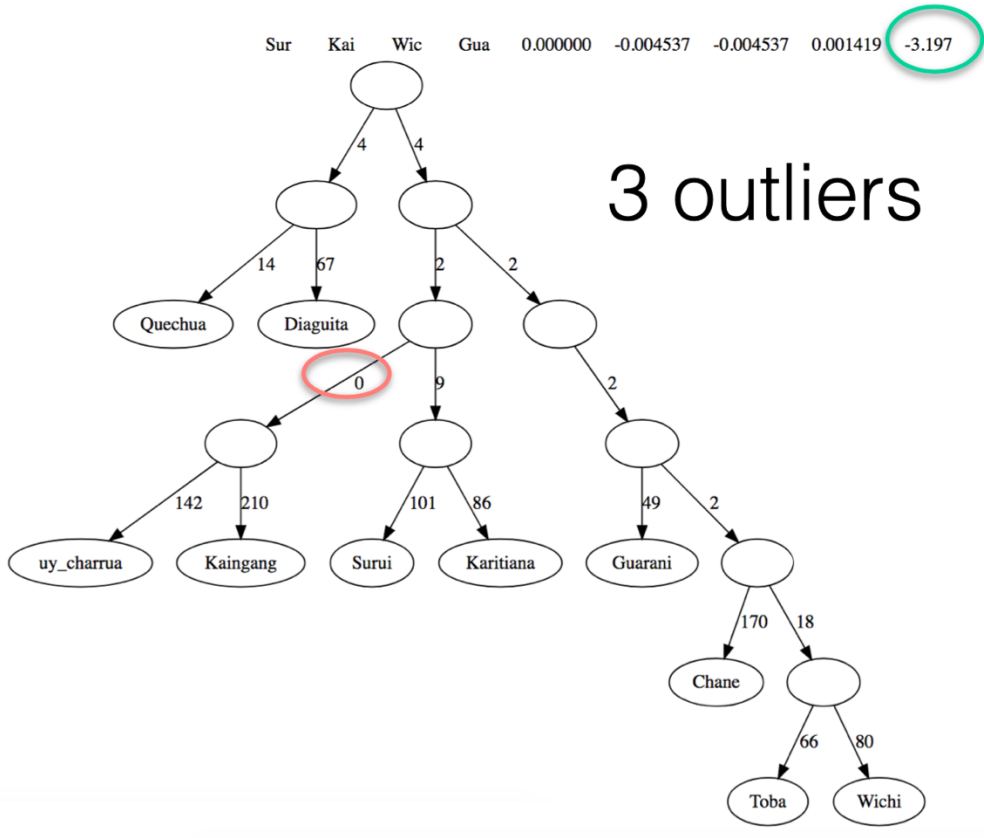 Sur Kai Wic Gua 0.000000 -0.004537 -0.004537 0.001419 -3.197
4 4
3 outliers
14 67 2 2
Quechua Diaguita
0 9 2
142 210 101 86 49 2
uy_charrua Kaingang Surui Karitiana Guarani
170 18
Chane
66 80
Toba Wichi